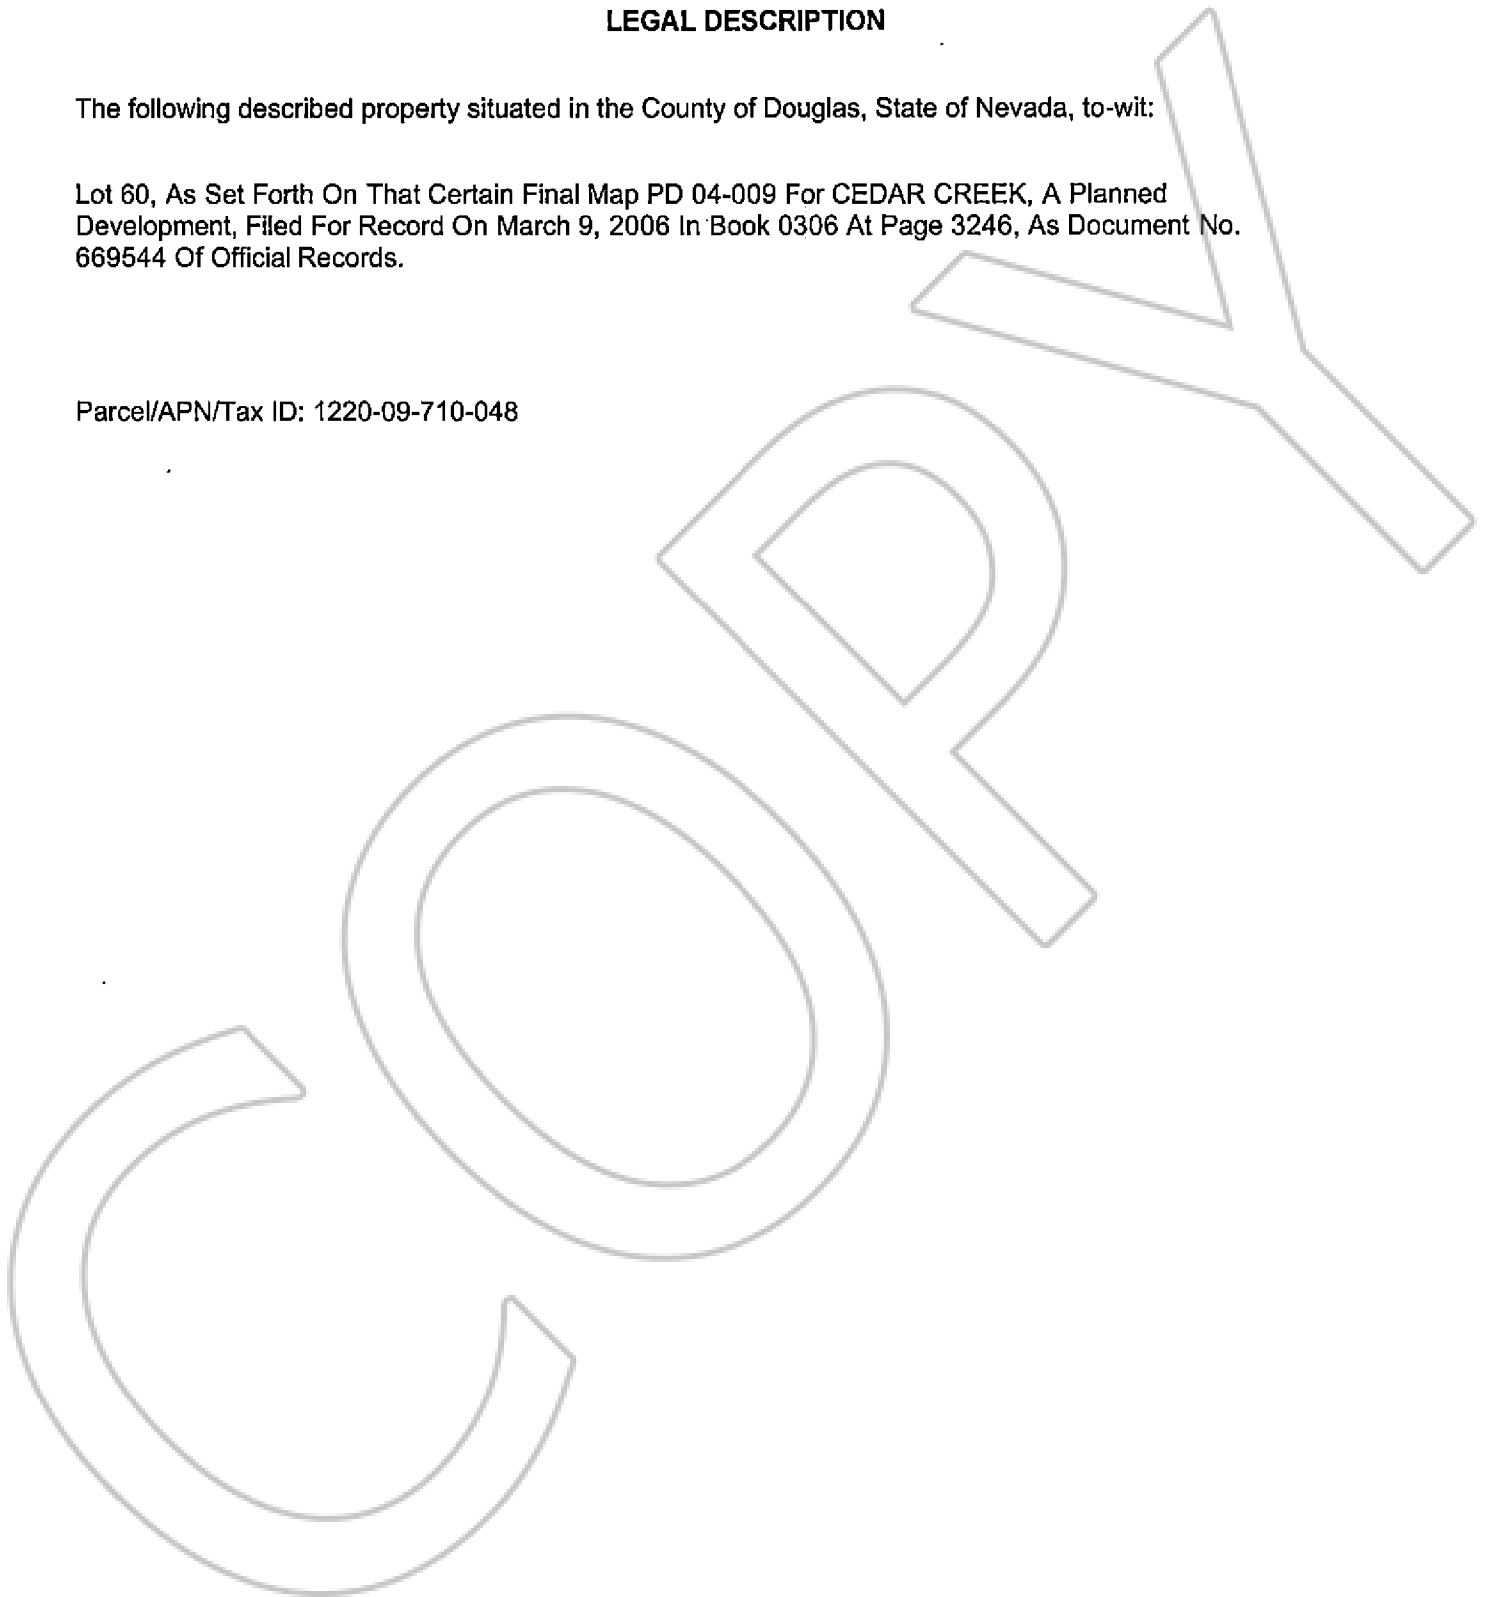 LEGAL DESCRIPTION
The following described property situated in the County of Douglas, State of Nevada, to-wit:
Lot 60, As Set Forth On That Certain Final Map PD 04-009 For CEDAR CREEK, A Planned
Development, Filed For Record On March 9, 2006 In Book 0306 At Page 3246, As Document No.
669544 Of Official Records.
Parcel/APN/Tax ID: 1220-09-710-048
COPY